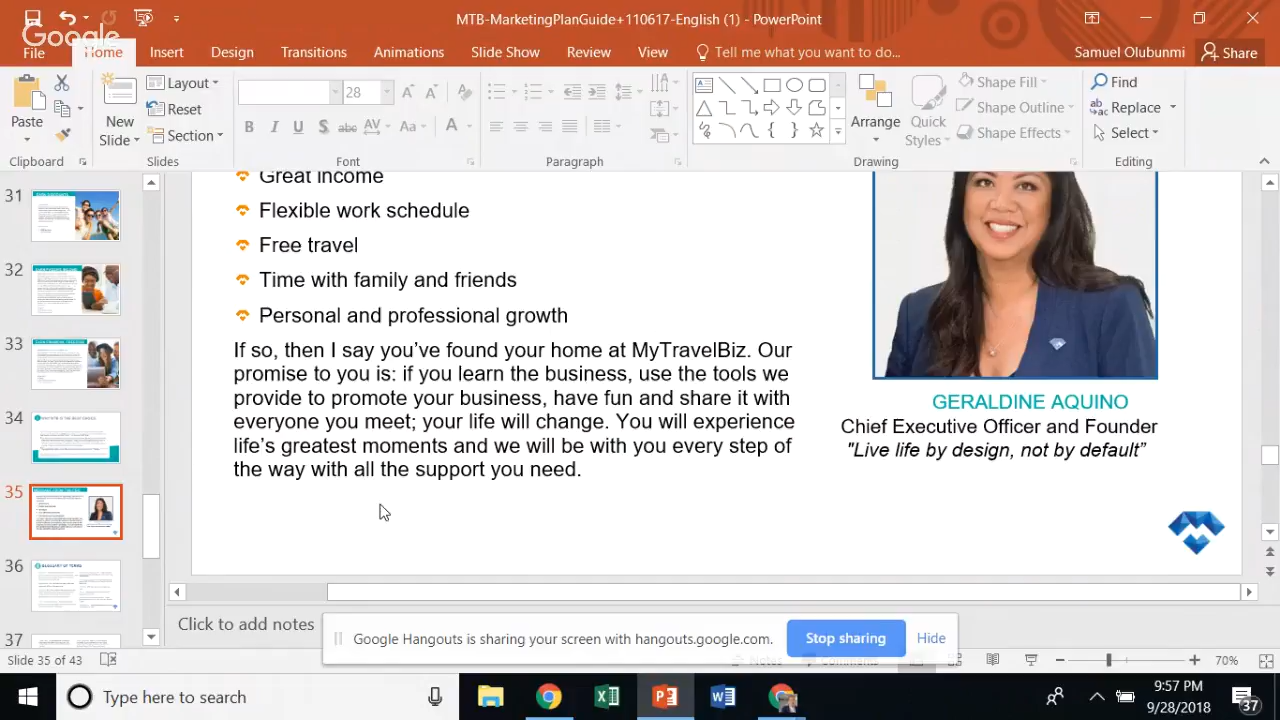 MTB-MarketingPlanGuide+110617-English (1) - PowerPoint
Google
File Home Insert Design Transitions Animations Slide Show Review View Tell me what you want to do... Samuel Olubunmi Share
Paste
New Slide
Layout
Reset
Section
28
B I U S abc AV Aa A
Arrange
Quick Styles
Shape Fill
Shape Outline
Shape Effects
Find
Replace
Select
Clipboard Slides Font Paragraph Drawing Editing
31
32
33
34
35
36
37
Great income
Flexible work schedule
Free travel
Time with family and friends
Personal and professional growth
If so, then I say you've found your home at MyTravelBiz. Our
promise to you is: if you learn the business, use the tools we
provide to promote your business, have fun and share it with
everyone you meet; your life will change. You will experience
life's greatest moments and we will be with you every step of
the way with all the support you need.
GERALDINE AQUINO
Chief Executive Officer and Founder
"Live life by design, not by default"
Click to add notes
Google Hangouts is sharing your screen with hangouts.google.com.
Stop sharing
Hide
Slide 35 of 43
Notes
Comments
70%
Type here to search
9:57 PM
9/28/2018
37